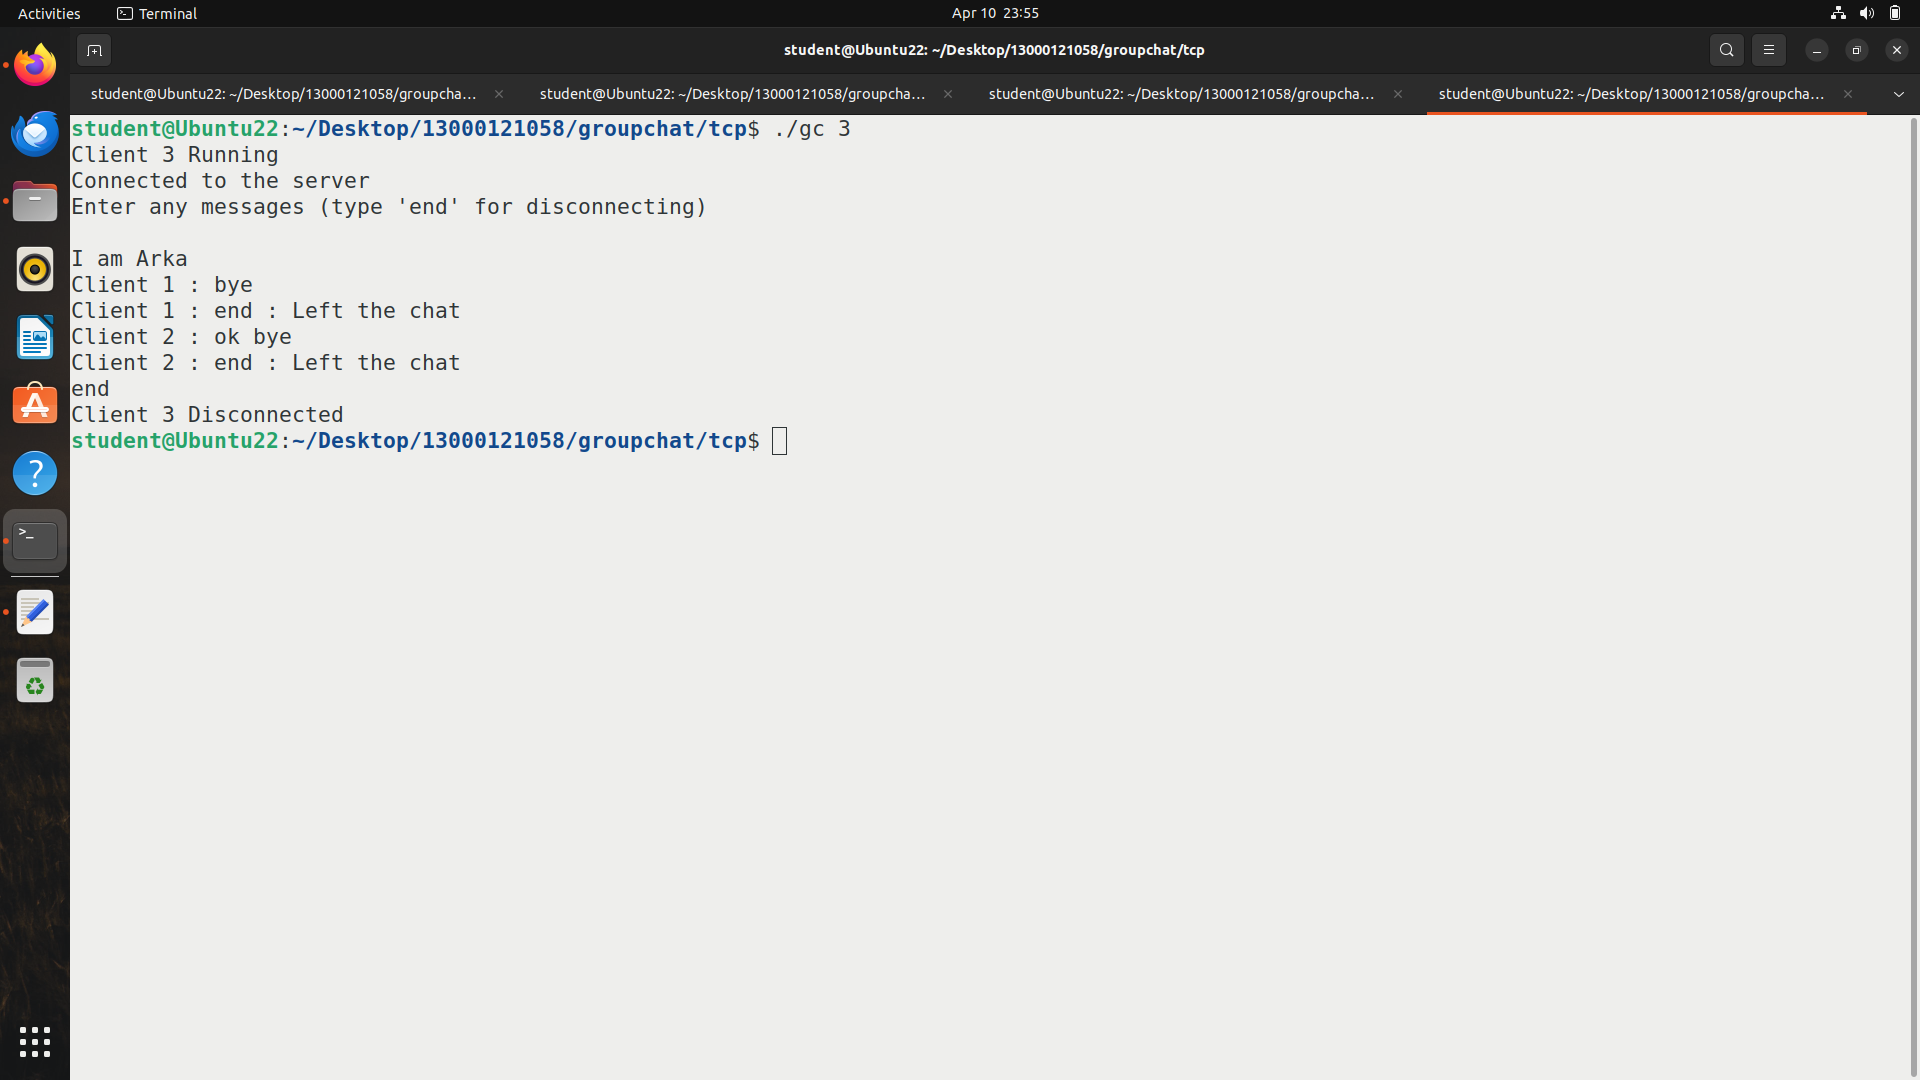 Activities
Terminal
Apr 10 23:55
student@Ubuntu22: ~/Desktop/13000121058/groupchat/tcp
student@Ubuntu22: ~/Desktop/13000121058/groupcha...
student@Ubuntu22: ~/Desktop/13000121058/groupcha...
student@Ubuntu22: ~/Desktop/13000121058/groupcha...
student@Ubuntu22: ~/Desktop/13000121058/groupcha...
student@Ubuntu22:~/Desktop/13000121058/groupchat/tcp$ ./gc 3
Client 3 Running
Connected to the server
Enter any messages (type 'end' for disconnecting)
I am Arka
Client 1 : bye
Client 1 : end : Left the chat
Client 2 : ok bye
Client 2 : end : Left the chat
end
Client 3 Disconnected
student@Ubuntu22:~/Desktop/13000121058/groupchat/tcp$